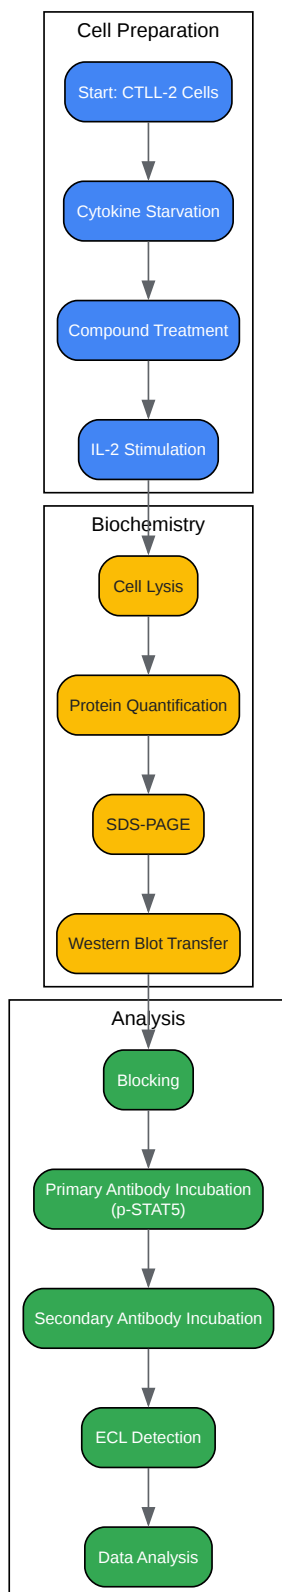 Cell Preparation
Start: CTLL-2 Cells
Cytokine Starvation
Compound Treatment
IL-2 Stimulation
Biochemistry
Cell Lysis
Protein Quantification
SDS-PAGE
Western Blot Transfer
Analysis
Blocking
Primary Antibody Incubation
(p-STAT5)
Secondary Antibody Incubation
ECL Detection
Data Analysis